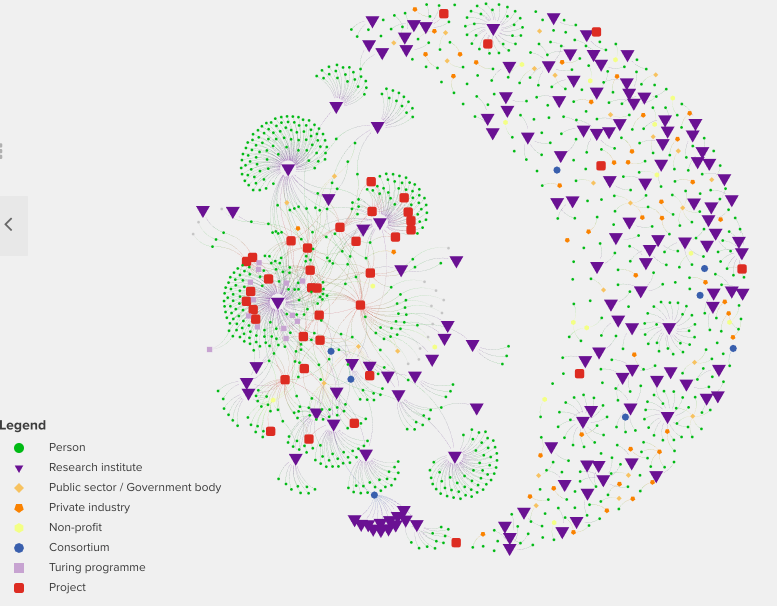 Legend
Person
Research institute
Public sector / Government body
Private industry
Non-profit
Consortium
Turing programme
Project